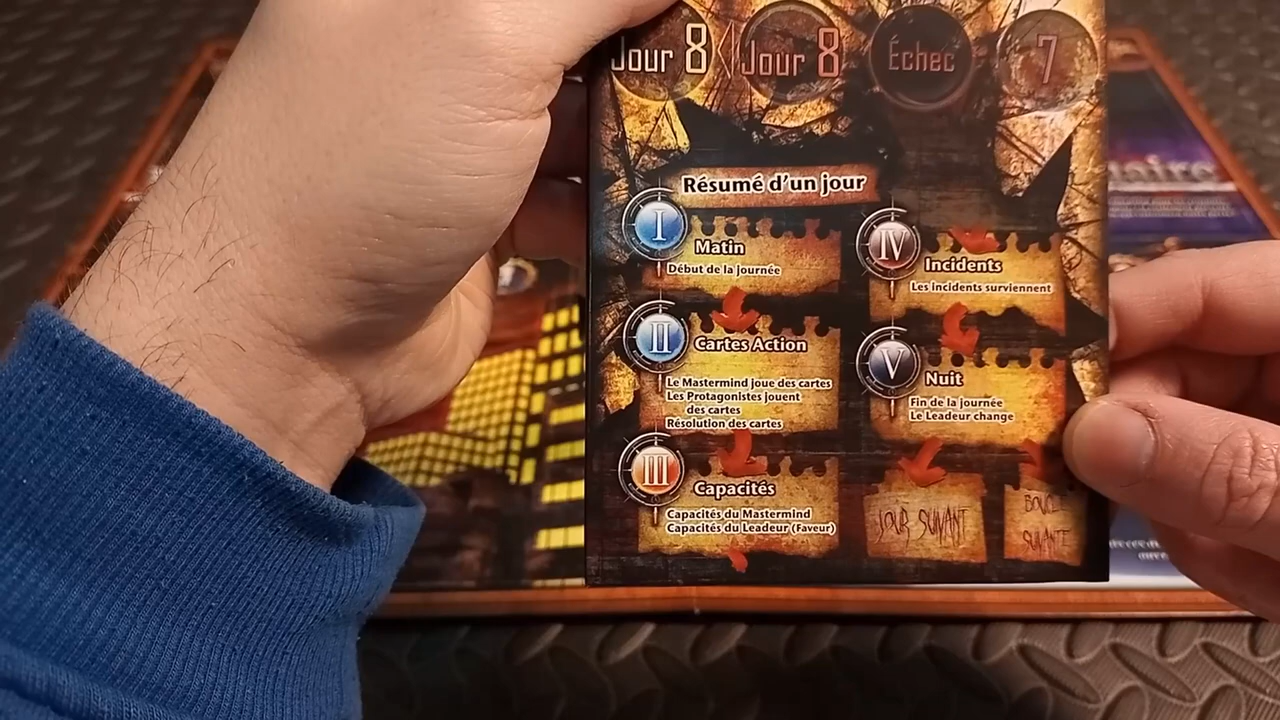 Jour 8
Jour 8
Échec
7
Résumé d'un jour
I
Matin
Début de la journée
II
Cartes Action
Le Mastermind joue des cartes
Les Protagonistes jouent
des cartes
Résolution des cartes
III
Capacités
Capacités du Mastermind
Capacités du Leadeur (Faveur)
IV
Incidents
Les incidents surviennent
V
Nuit
Fin de la journée
Le Leadeur change
JOUR SUIVANT
BOUCLE
SUIVANTE